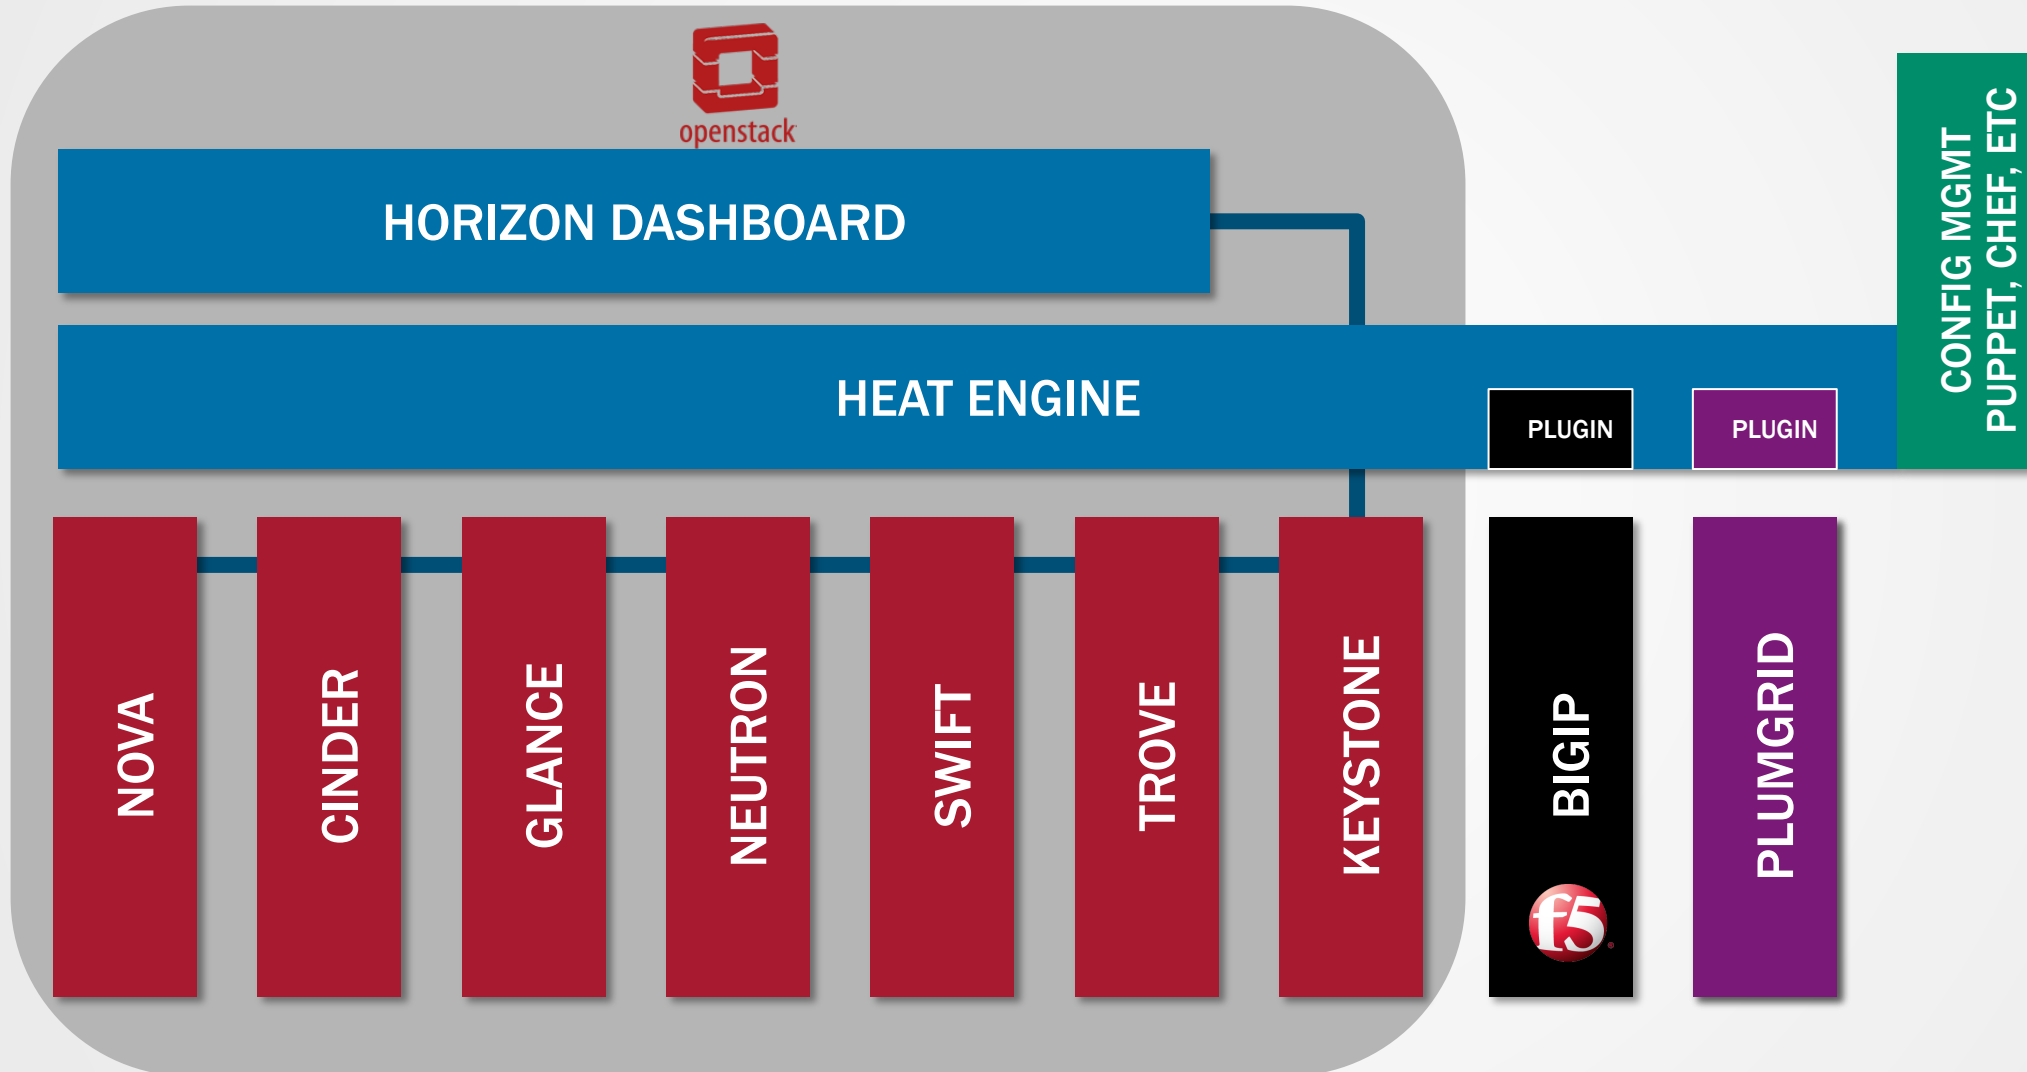 openstack
HORIZON DASHBOARD
HEAT ENGINE
PLUGIN
PLUGIN
CONFIG MGMT
PUPPET, CHEF, ETC
NOVA
CINDER
GLANCE
NEUTRON
SWIFT
TROVE
KEYSTONE
BIGIP
f5
PLUMGRID